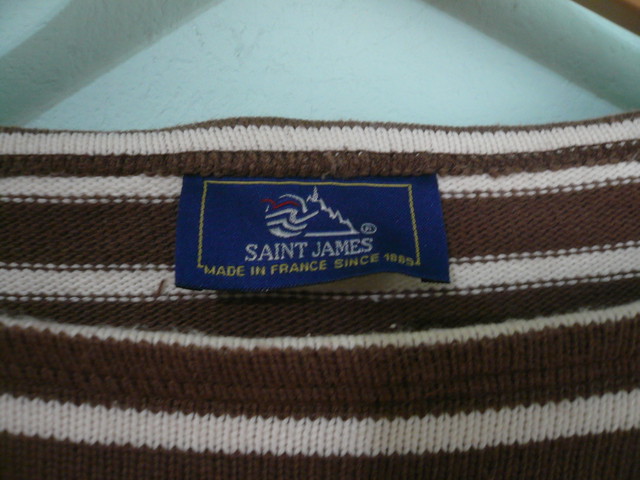 ®
SAINT JAMES
MADE IN FRANCE SINCE 1889